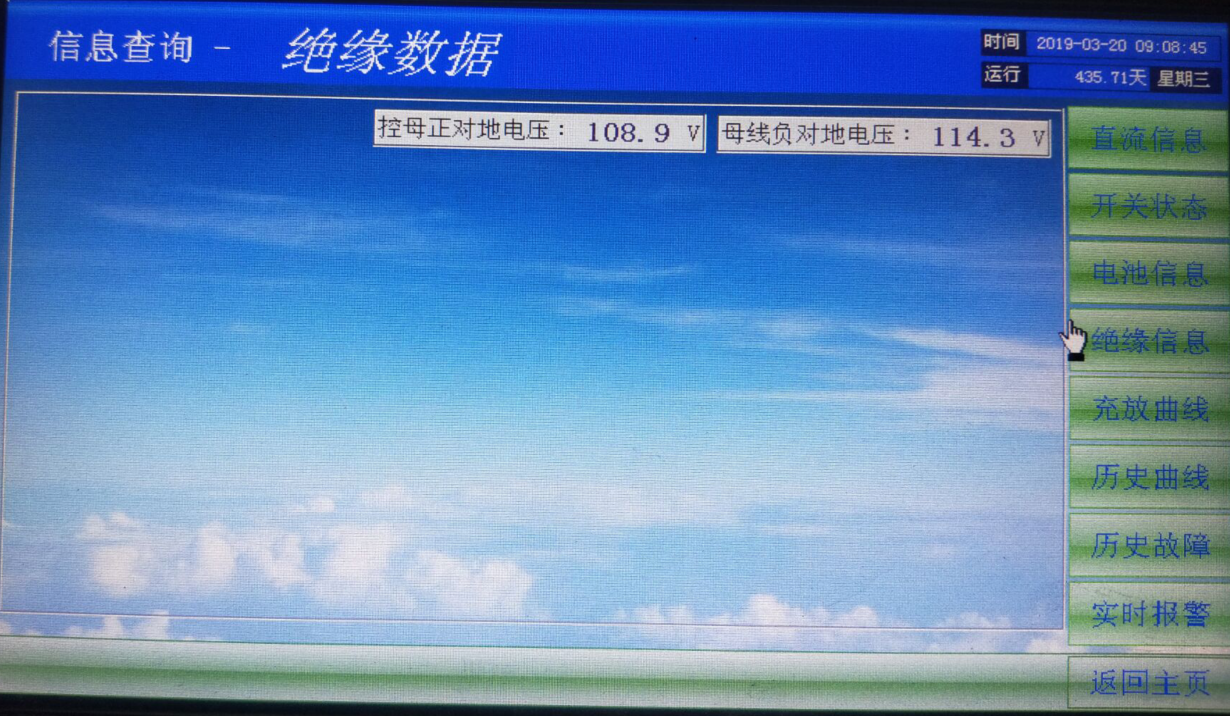 信息查询 - 绝缘数据
时间 2019-03-20 09:08:45
运行 435.71天 星期三
控母正对地电压： 108.9 V 母线负对地电压： 114.3 V
直流信息
开关状态
电池信息
绝缘信息
充放曲线
历史曲线
历史故障
实时报警
返回主页